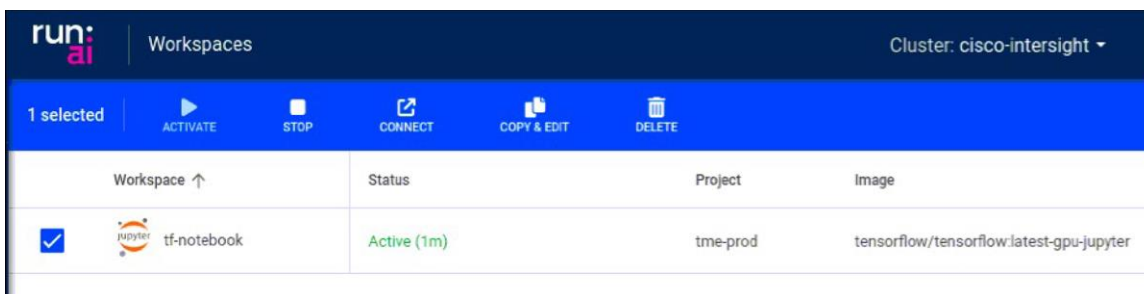 run:
ai
Workspaces
Cluster: cisco-intersight
1 selected
ACTIVATE
STOP
CONNECT
COPY & EDIT
DELETE
Workspace ↑ Status Project Image
jupyter tf-notebook Active (1m) tme-prod tensorflow/tensorflow:latest-gpu-jupyter